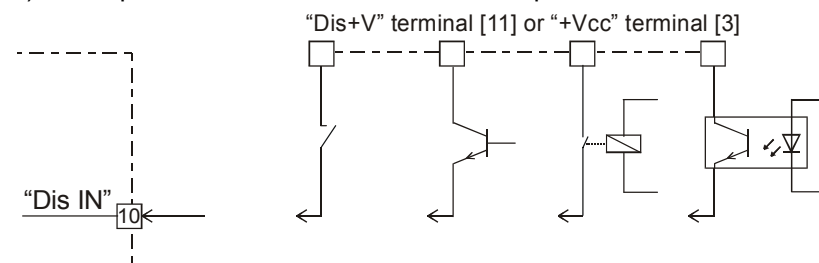 “Dis+V” terminal [11] or “+Vcc” terminal [3]
“Dis IN”
10